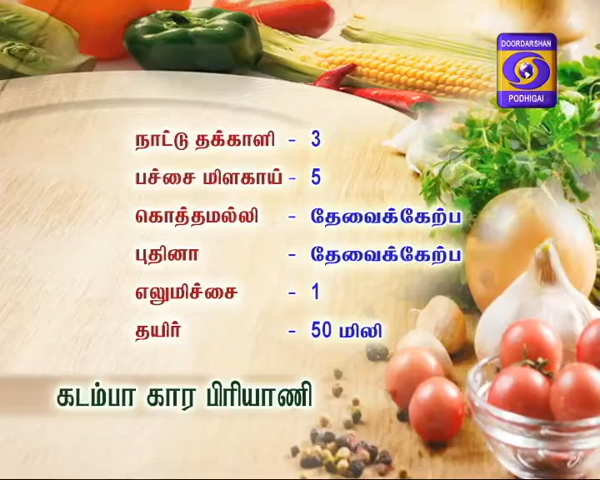 DOORDARSHAN
PODHIGAI
நாட்டு தக்காளி - 3
பச்சை மிளகாய் - 5
கொத்தமல்லி - தேவைக்கேற்ப
புதினா - தேவைக்கேற்ப
எலுமிச்சை - 1
தயிர் - 50 மிலி
கடம்பா கார பிரியாணி